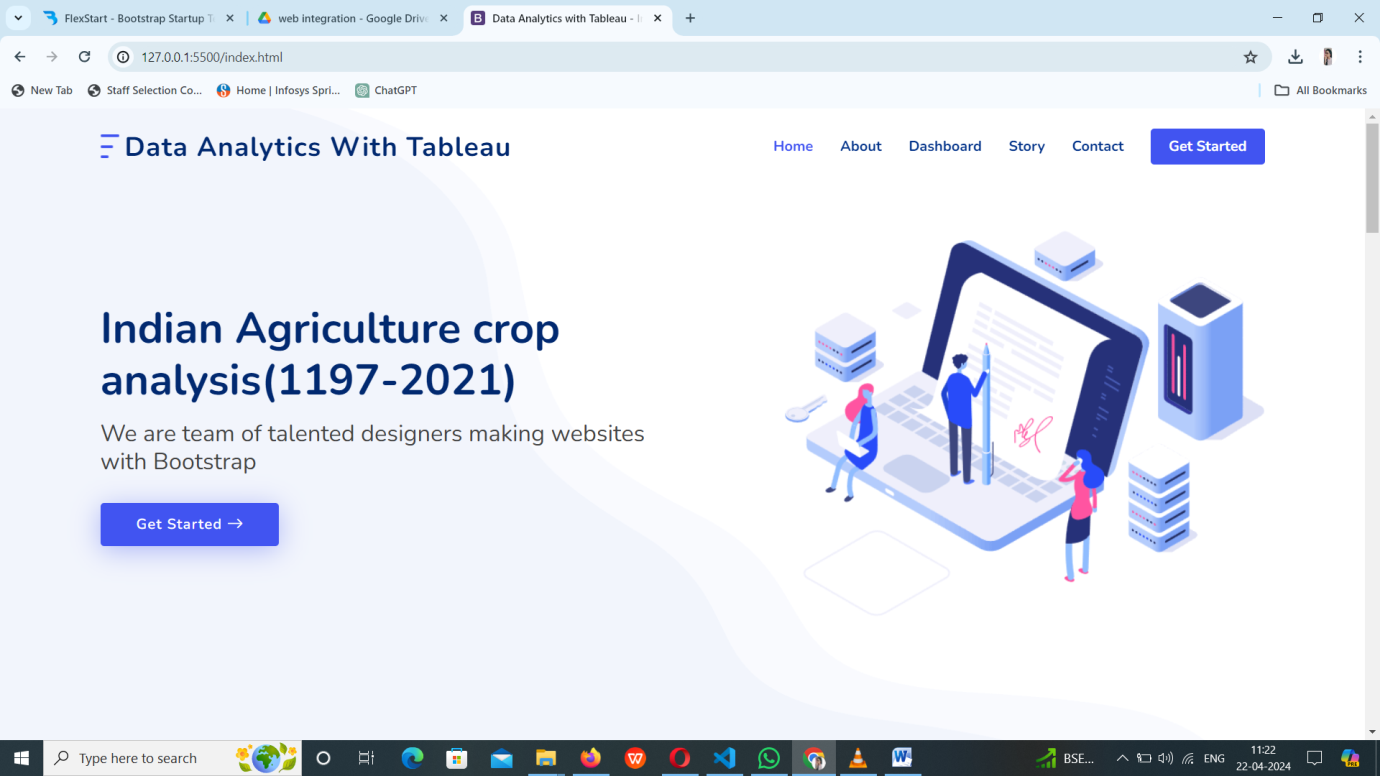 FlexStart - Bootstrap Startup Te
web integration - Google Drive
Data Analytics with Tableau - In
127.0.0.1:5500/index.html
New Tab
Staff Selection Co...
Home | Infosys Spri...
ChatGPT
All Bookmarks
Data Analytics With Tableau
Home
About
Dashboard
Story
Contact
Get Started
Indian Agriculture crop
analysis(1197-2021)
We are team of talented designers making websites
with Bootstrap
Get Started →
Type here to search
BSE...
ENG
11:22
22-04-2024